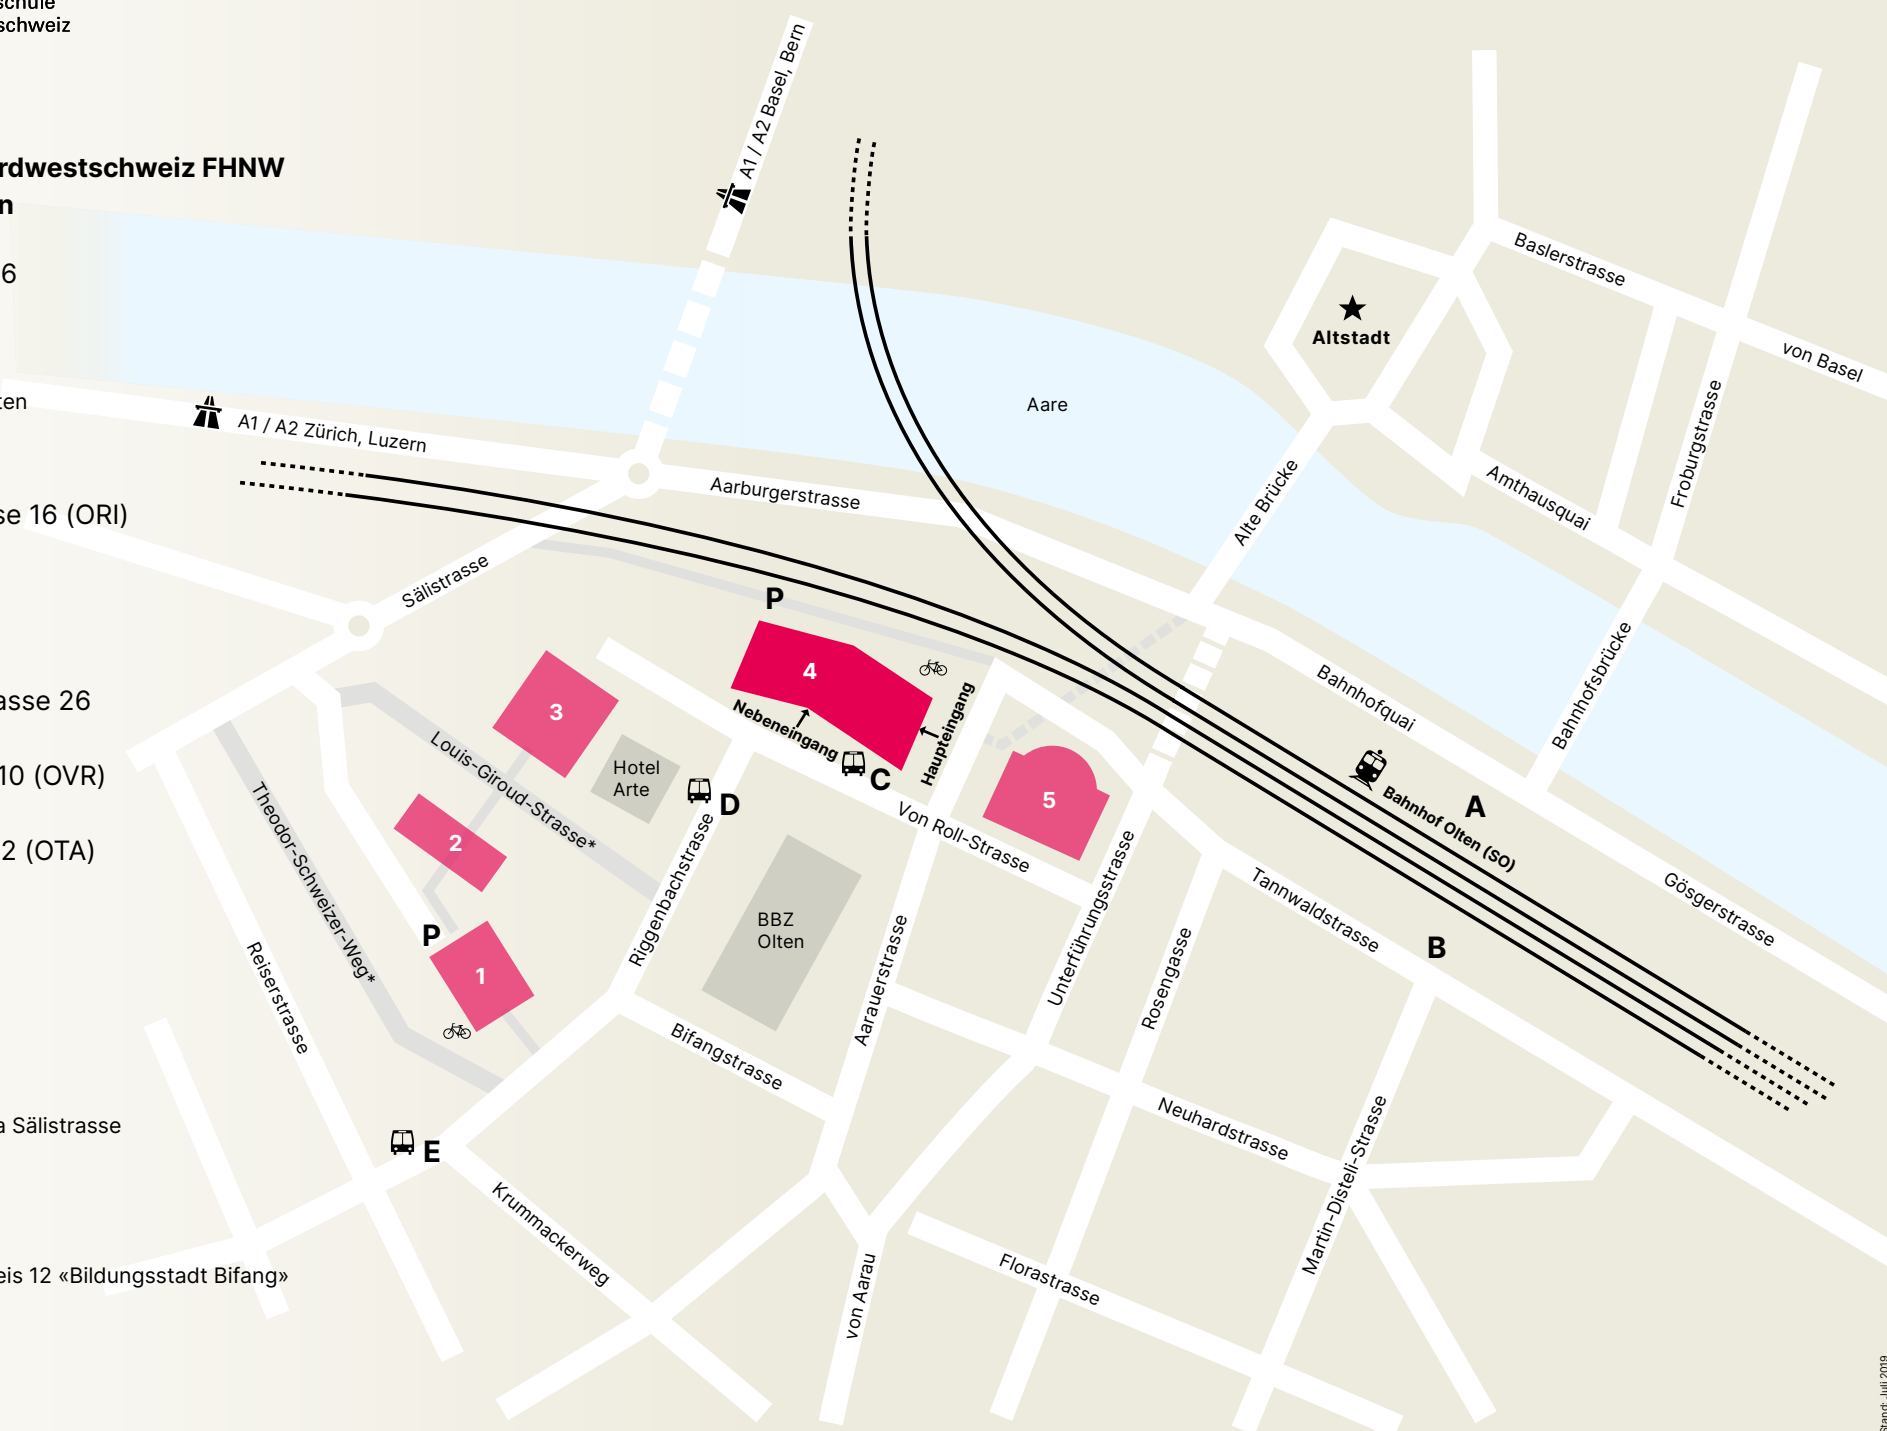 schule
schweiz
rdwestschweiz FHNW
n
6
ten
se 16 (ORI)
asse 26
10 (OVR)
2 (OTA)
a Sälistrasse
eis 12 «Bildungsstadt Bifang»
A1 / A2 Basel, Bern
A1 / A2 Zürich, Luzern
Aarburgerstrasse
Sälistrasse
Aare
Altstadt
Baslerstrasse
von Basel
Froburgstrasse
Amthausquai
Alte Brücke
Bahnhofsbrücke
Bahnhofquai
Gösgerstrasse
Bahnhof Olten (SO)
A
B
P
4
Nebeneingang
Haupteingang
C
3
Hotel
Arte
D
5
Louis-Giroud-Strasse*
2
Theodor-Schweizer-Weg*
P
1
Reiserstrasse
Riggenbachstrasse
BBZ
Olten
Von Roll-Strasse
Aarauerstrasse
Unterführungsstrasse
Rosengasse
Tannwaldstrasse
Bifangstrasse
Neuhardstrasse
Martin-Disteli-Strasse
E
Krummackerweg
von Aarau
Florastrasse
Stand: Juli 2019